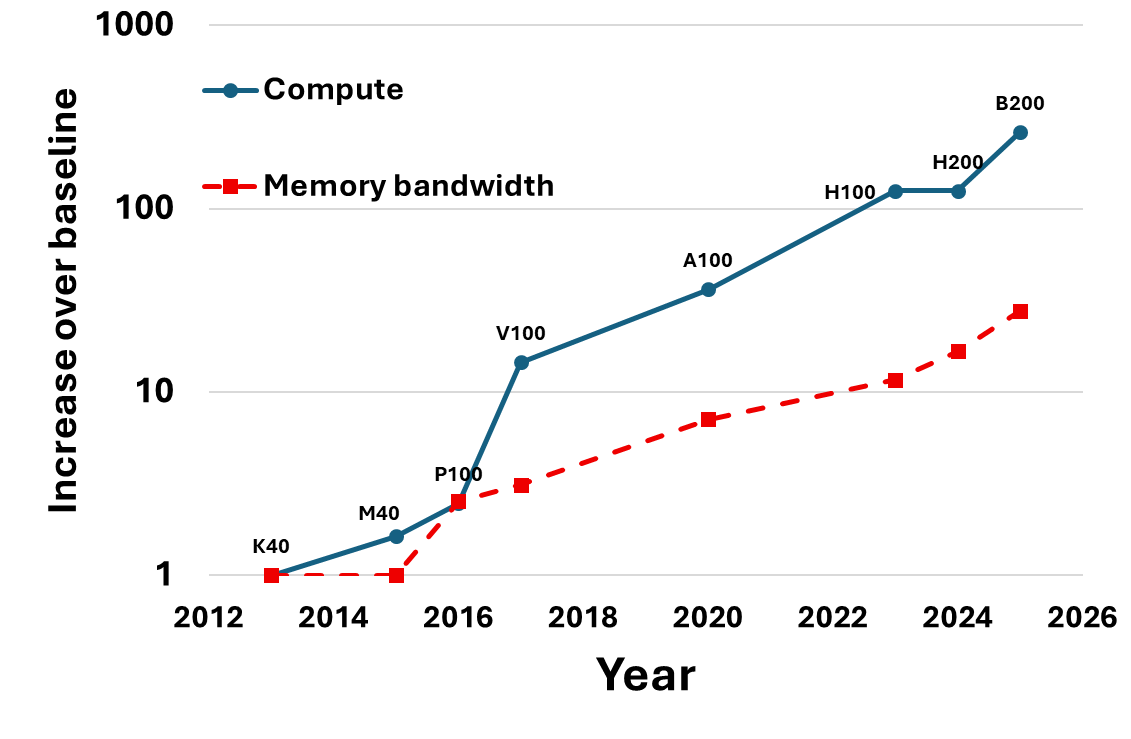 1000
Compute
B200
H200
Memory bandwidth
H100
100
A100
V100
10
P100
M40
K40
1
Increase over baseline
2012 2014 2016 2018 2020 2022 2024 2026
Year